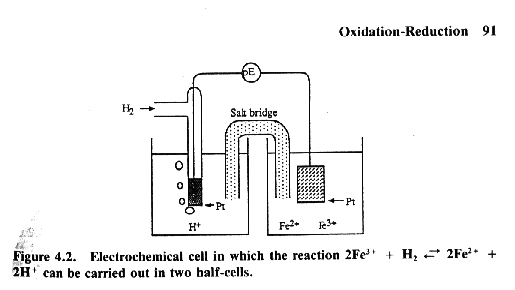 Oxidation-Reduction 91
E
H₂
Salt bridge
Pt
Pt
H⁺
Fe²⁺ Fe³⁺
Figure 4.2. Electrochemical cell in which the reaction 2Fe³⁺ + H₂ ⇄ 2Fe²⁺ +
2H⁺ can be carried out in two half-cells.